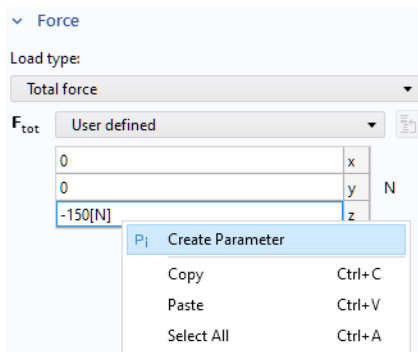 Force
Load type:
Total force
Ftot User defined
0 x
0 y N
-150[N] z
Pi Create Parameter
Copy Ctrl+C
Paste Ctrl+V
Select All Ctrl+A